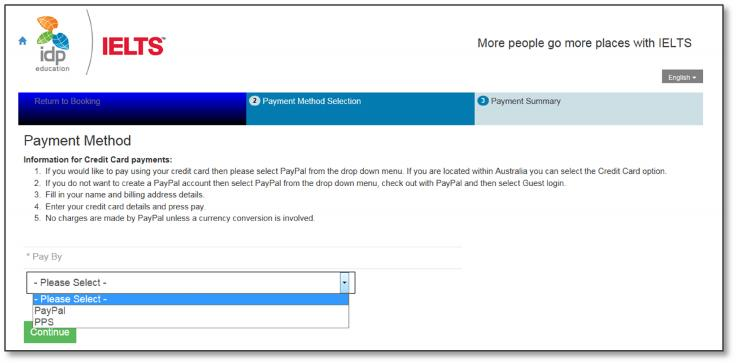 idp
education
IELTS™
More people go more places with IELTS
English
Return to Booking
2 Payment Method Selection
3 Payment Summary
Payment Method
Information for Credit Card payments:
1. If you would like to pay using your credit card then please select PayPal from the drop down menu. If you are located within Australia you can select the Credit Card option.
2. If you do not want to create a PayPal account then select PayPal from the drop down menu, check out with PayPal and then select Guest login.
3. Fill in your name and billing address details.
4. Enter your credit card details and press pay.
5. No charges are made by PayPal unless a currency conversion is involved.
* Pay By
- Please Select -
- Please Select -
PayPal
PPS
Continue